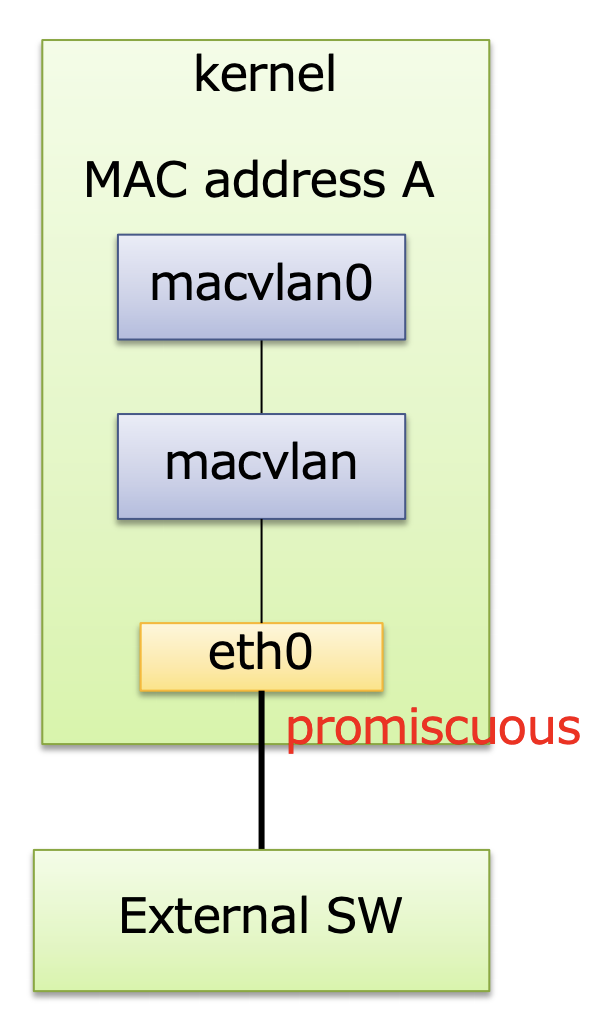 kernel
MAC address A
macvlan0
macvlan
eth0
promiscuous
External SW